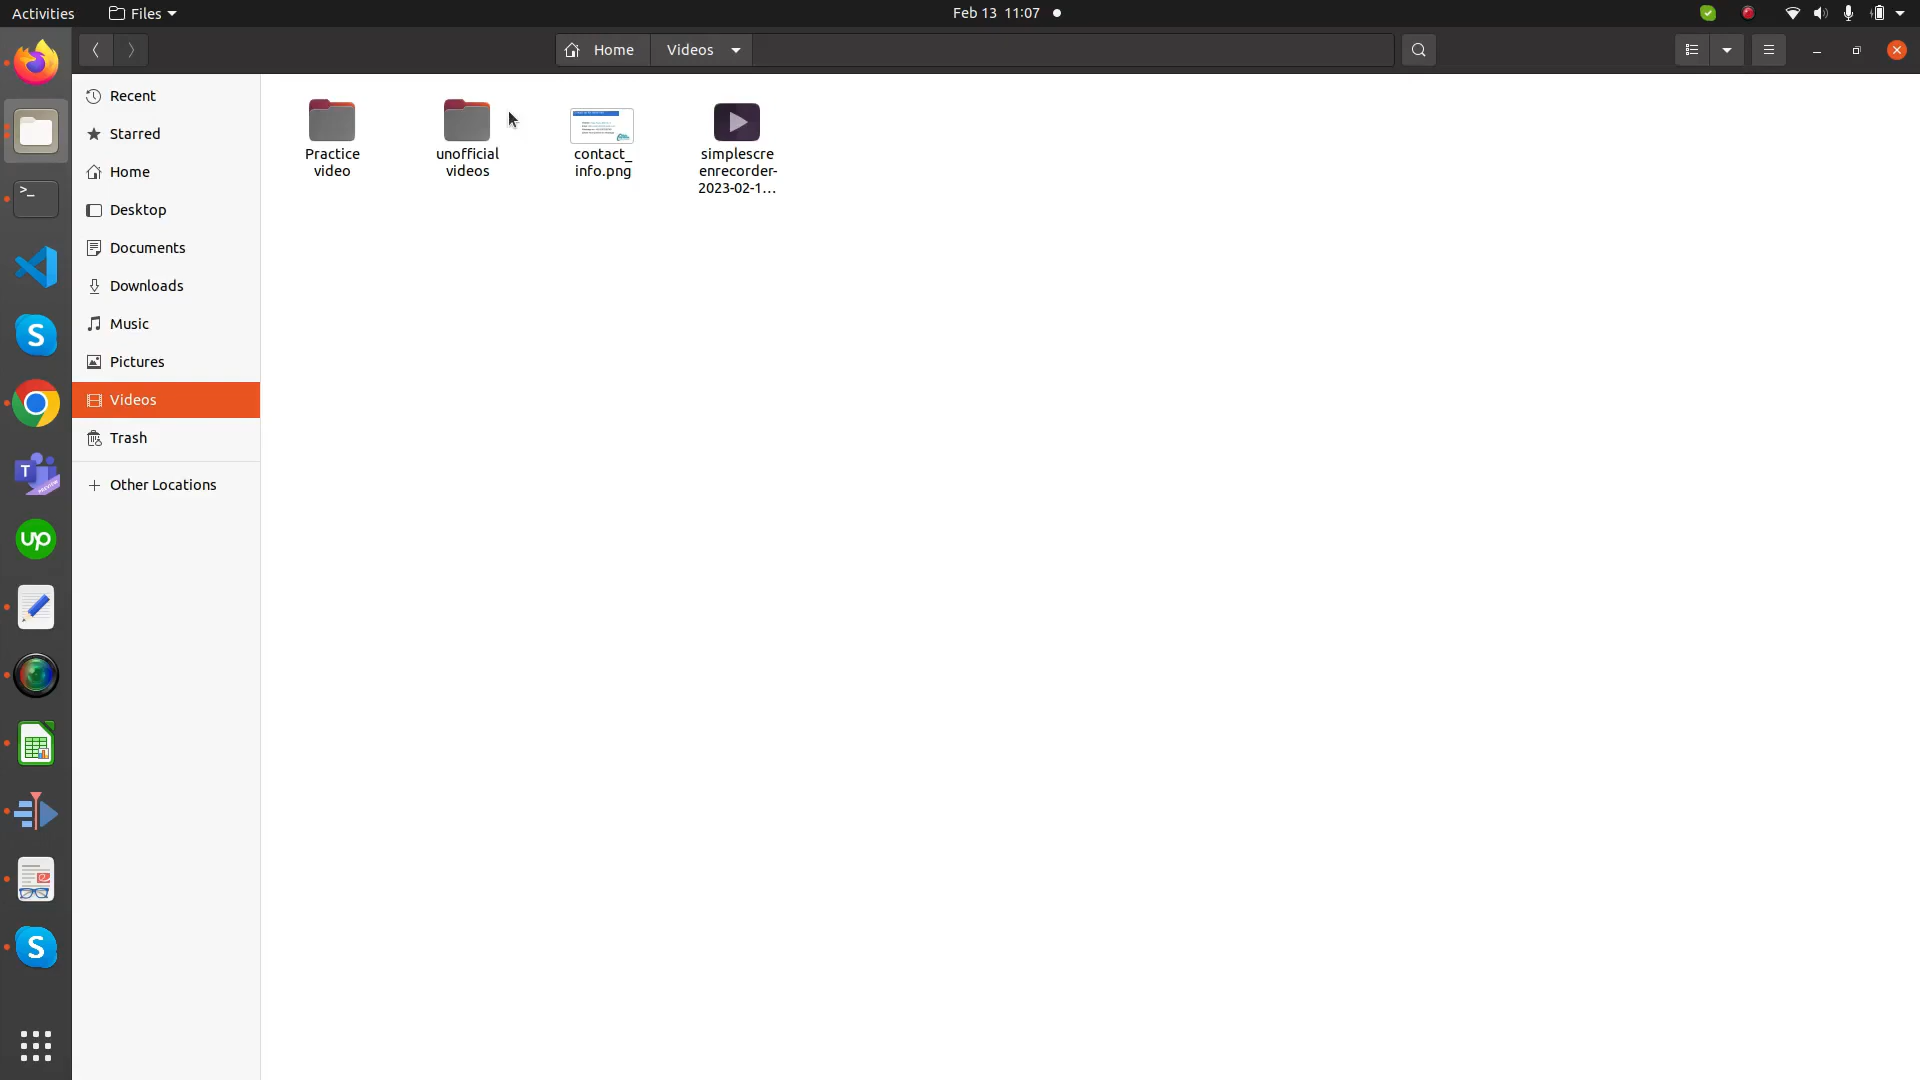 Activities
Files
Feb 13 11:07
Home
Videos
Recent
Starred
Home
Desktop
Documents
Downloads
Music
Pictures
Videos
Trash
Other Locations
Practice
video
unofficial
videos
contact_
info.png
simplescre
enrecorder-
2023-02-1...
>_
S
T
up
S